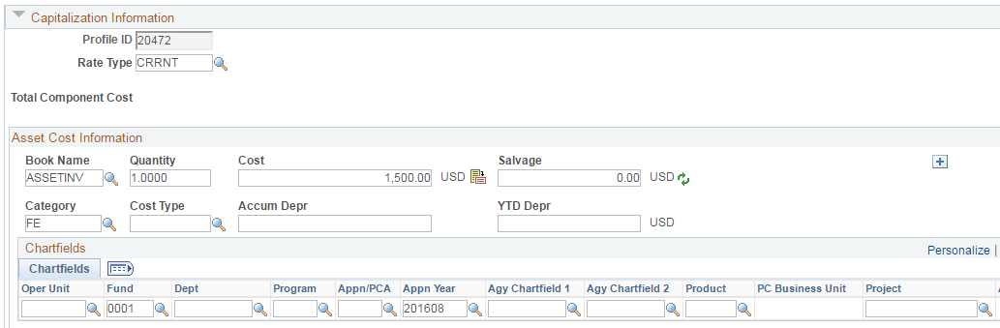 Capitalization Information
Profile ID 20472
Rate Type CRRNT
Total Component Cost
Asset Cost Information
Book Name Quantity Cost Salvage
ASSETINV 1.0000 1,500.00 USD 0.00 USD
Category Cost Type Accum Depr YTD Depr
FE USD
Chartfields Personalize |
Chartfields
Oper Unit Fund Dept Program Appn/PCA Appn Year Agy Chartfield 1 Agy Chartfield 2 Product PC Business Unit Project
0001 201608